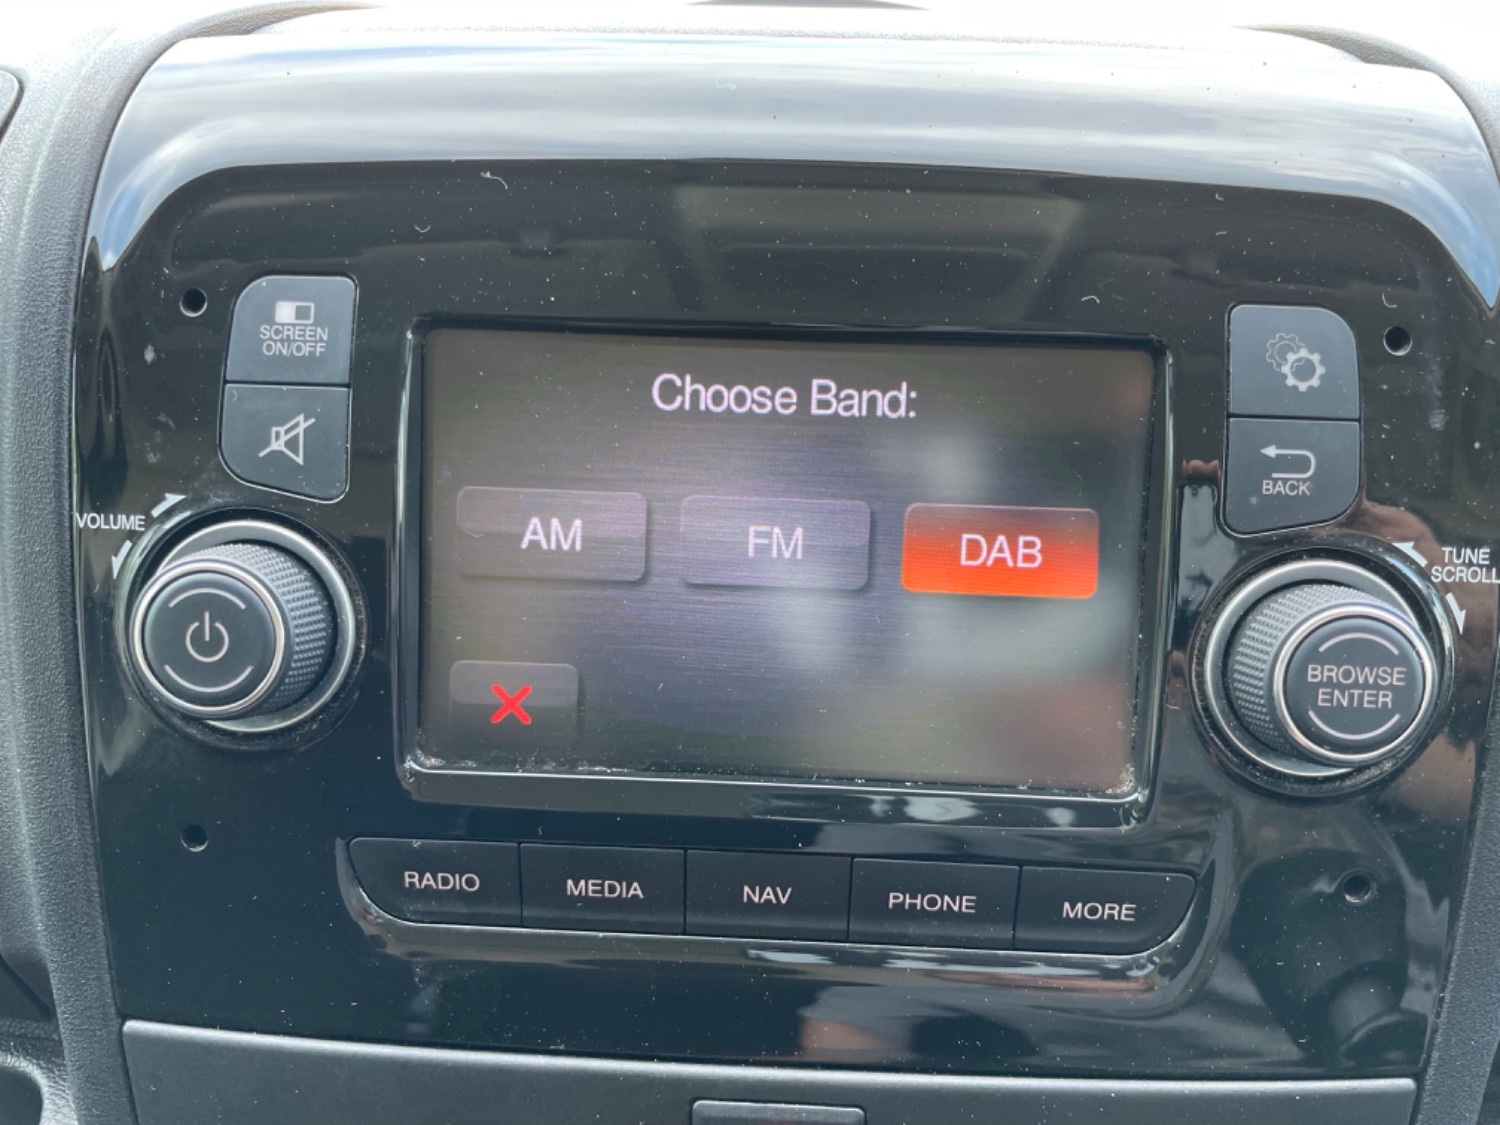 SCREEN
ON/OFF
VOLUME
Choose Band:
AM
FM
DAB
BACK
TUNE
SCROLL
BROWSE
ENTER
RADIO
MEDIA
NAV
PHONE
MORE